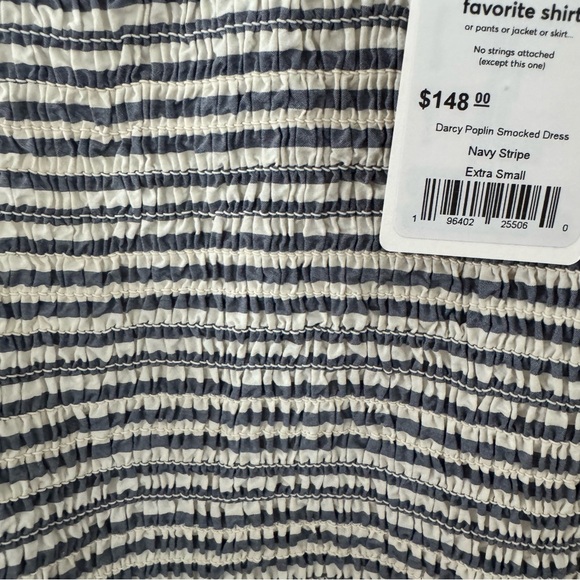 favorite shirt
or pants or jacket or skirt...
No strings attached
(except this one)
$148 00
Darcy Poplin Smocked Dress
Navy Stripe
Extra Small
1 96402 25506 0